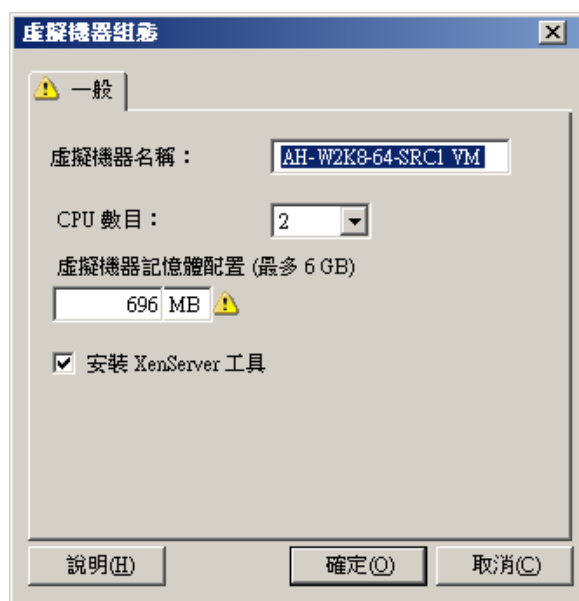 虛擬機器組態
一般
虛擬機器名稱： AH-W2K8-64-SRC1 VM
CPU 數目： 2
虛擬機器記憶體配置 (最多 6 GB)
696 MB
安裝 XenServer 工具
說明(H) 確定(O) 取消(C)